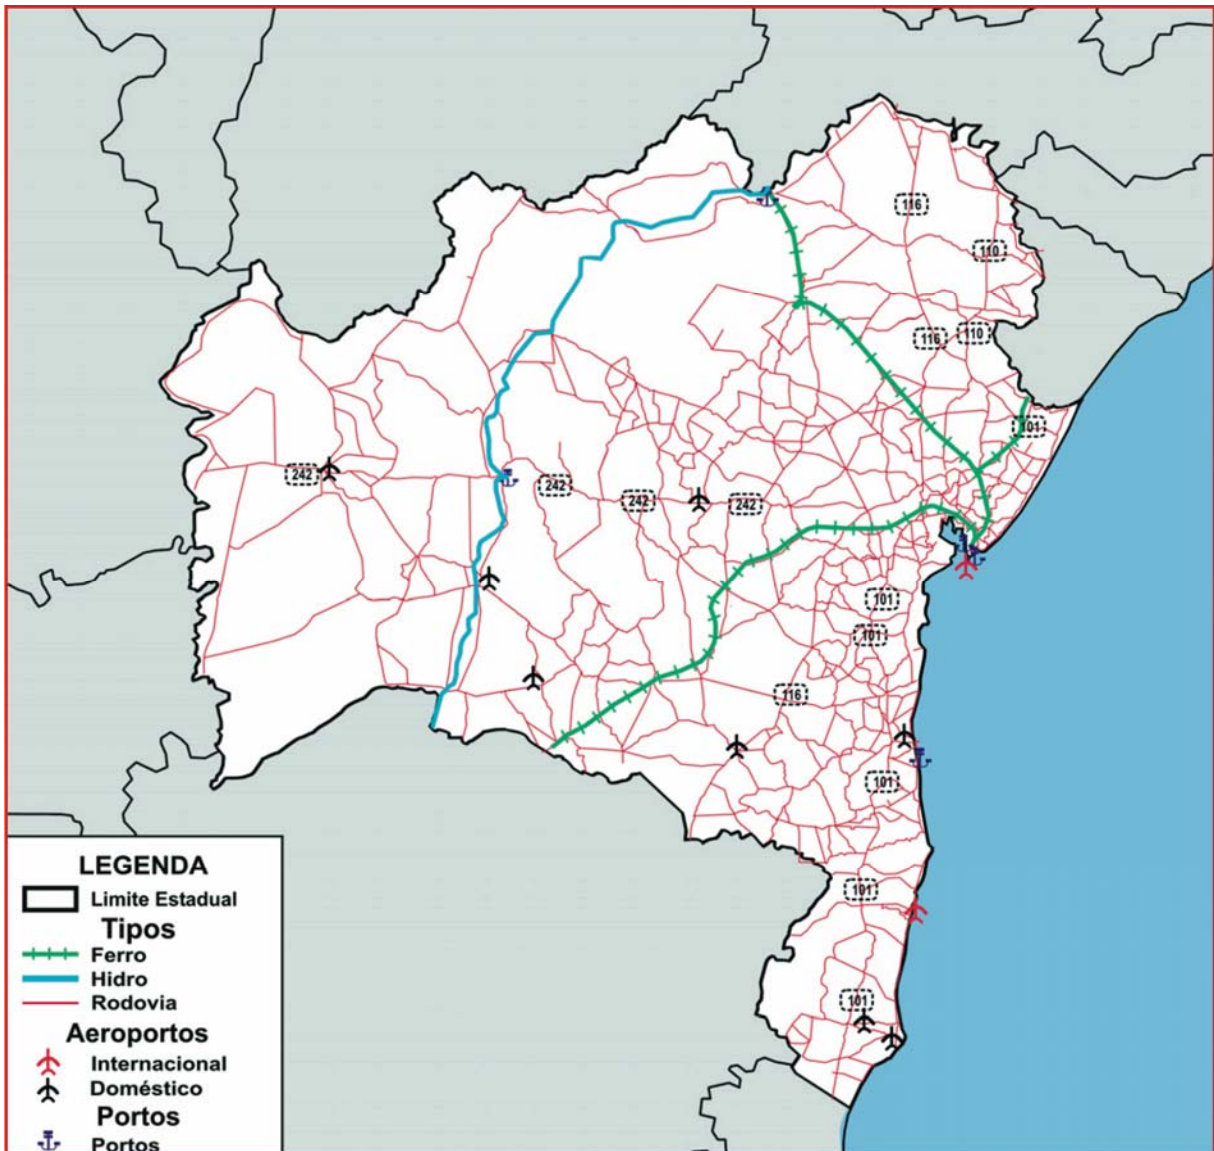 116
110
116
110
101
242
242
242
242
101
101
116
101
101
101
LEGENDA
Limite Estadual
Tipos
Ferro
Hidro
Rodovia
Aeroportos
Internacional
Doméstico
Portos
Portos